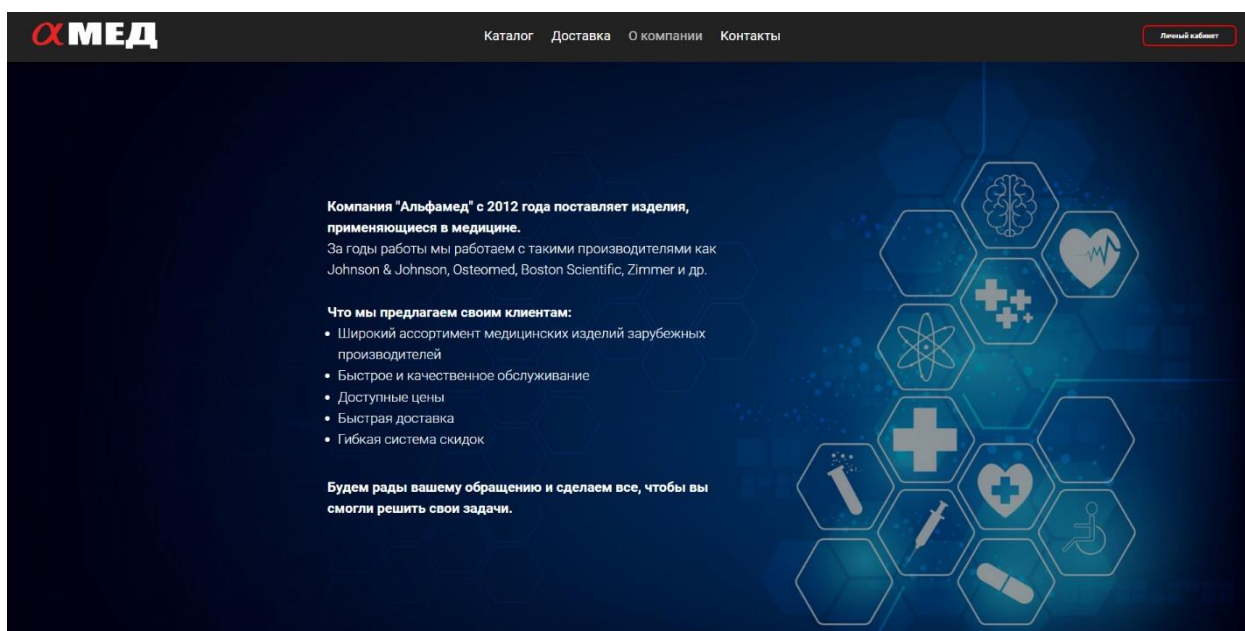 αМЕД
Каталог Доставка О компании Контакты
Личный кабинет
Компания "Альфамед" с 2012 года поставляет изделия,
применяющиеся в медицине.
За годы работы мы работаем с такими производителями как
Johnson & Johnson, Osteomed, Boston Scientific, Zimmer и др.
Что мы предлагаем своим клиентам:
• Широкий ассортимент медицинских изделий зарубежных
производителей
• Быстрое и качественное обслуживание
• Доступные цены
• Быстрая доставка
• Гибкая система скидок
Будем рады вашему обращению и сделаем все, чтобы вы
смогли решить свои задачи.